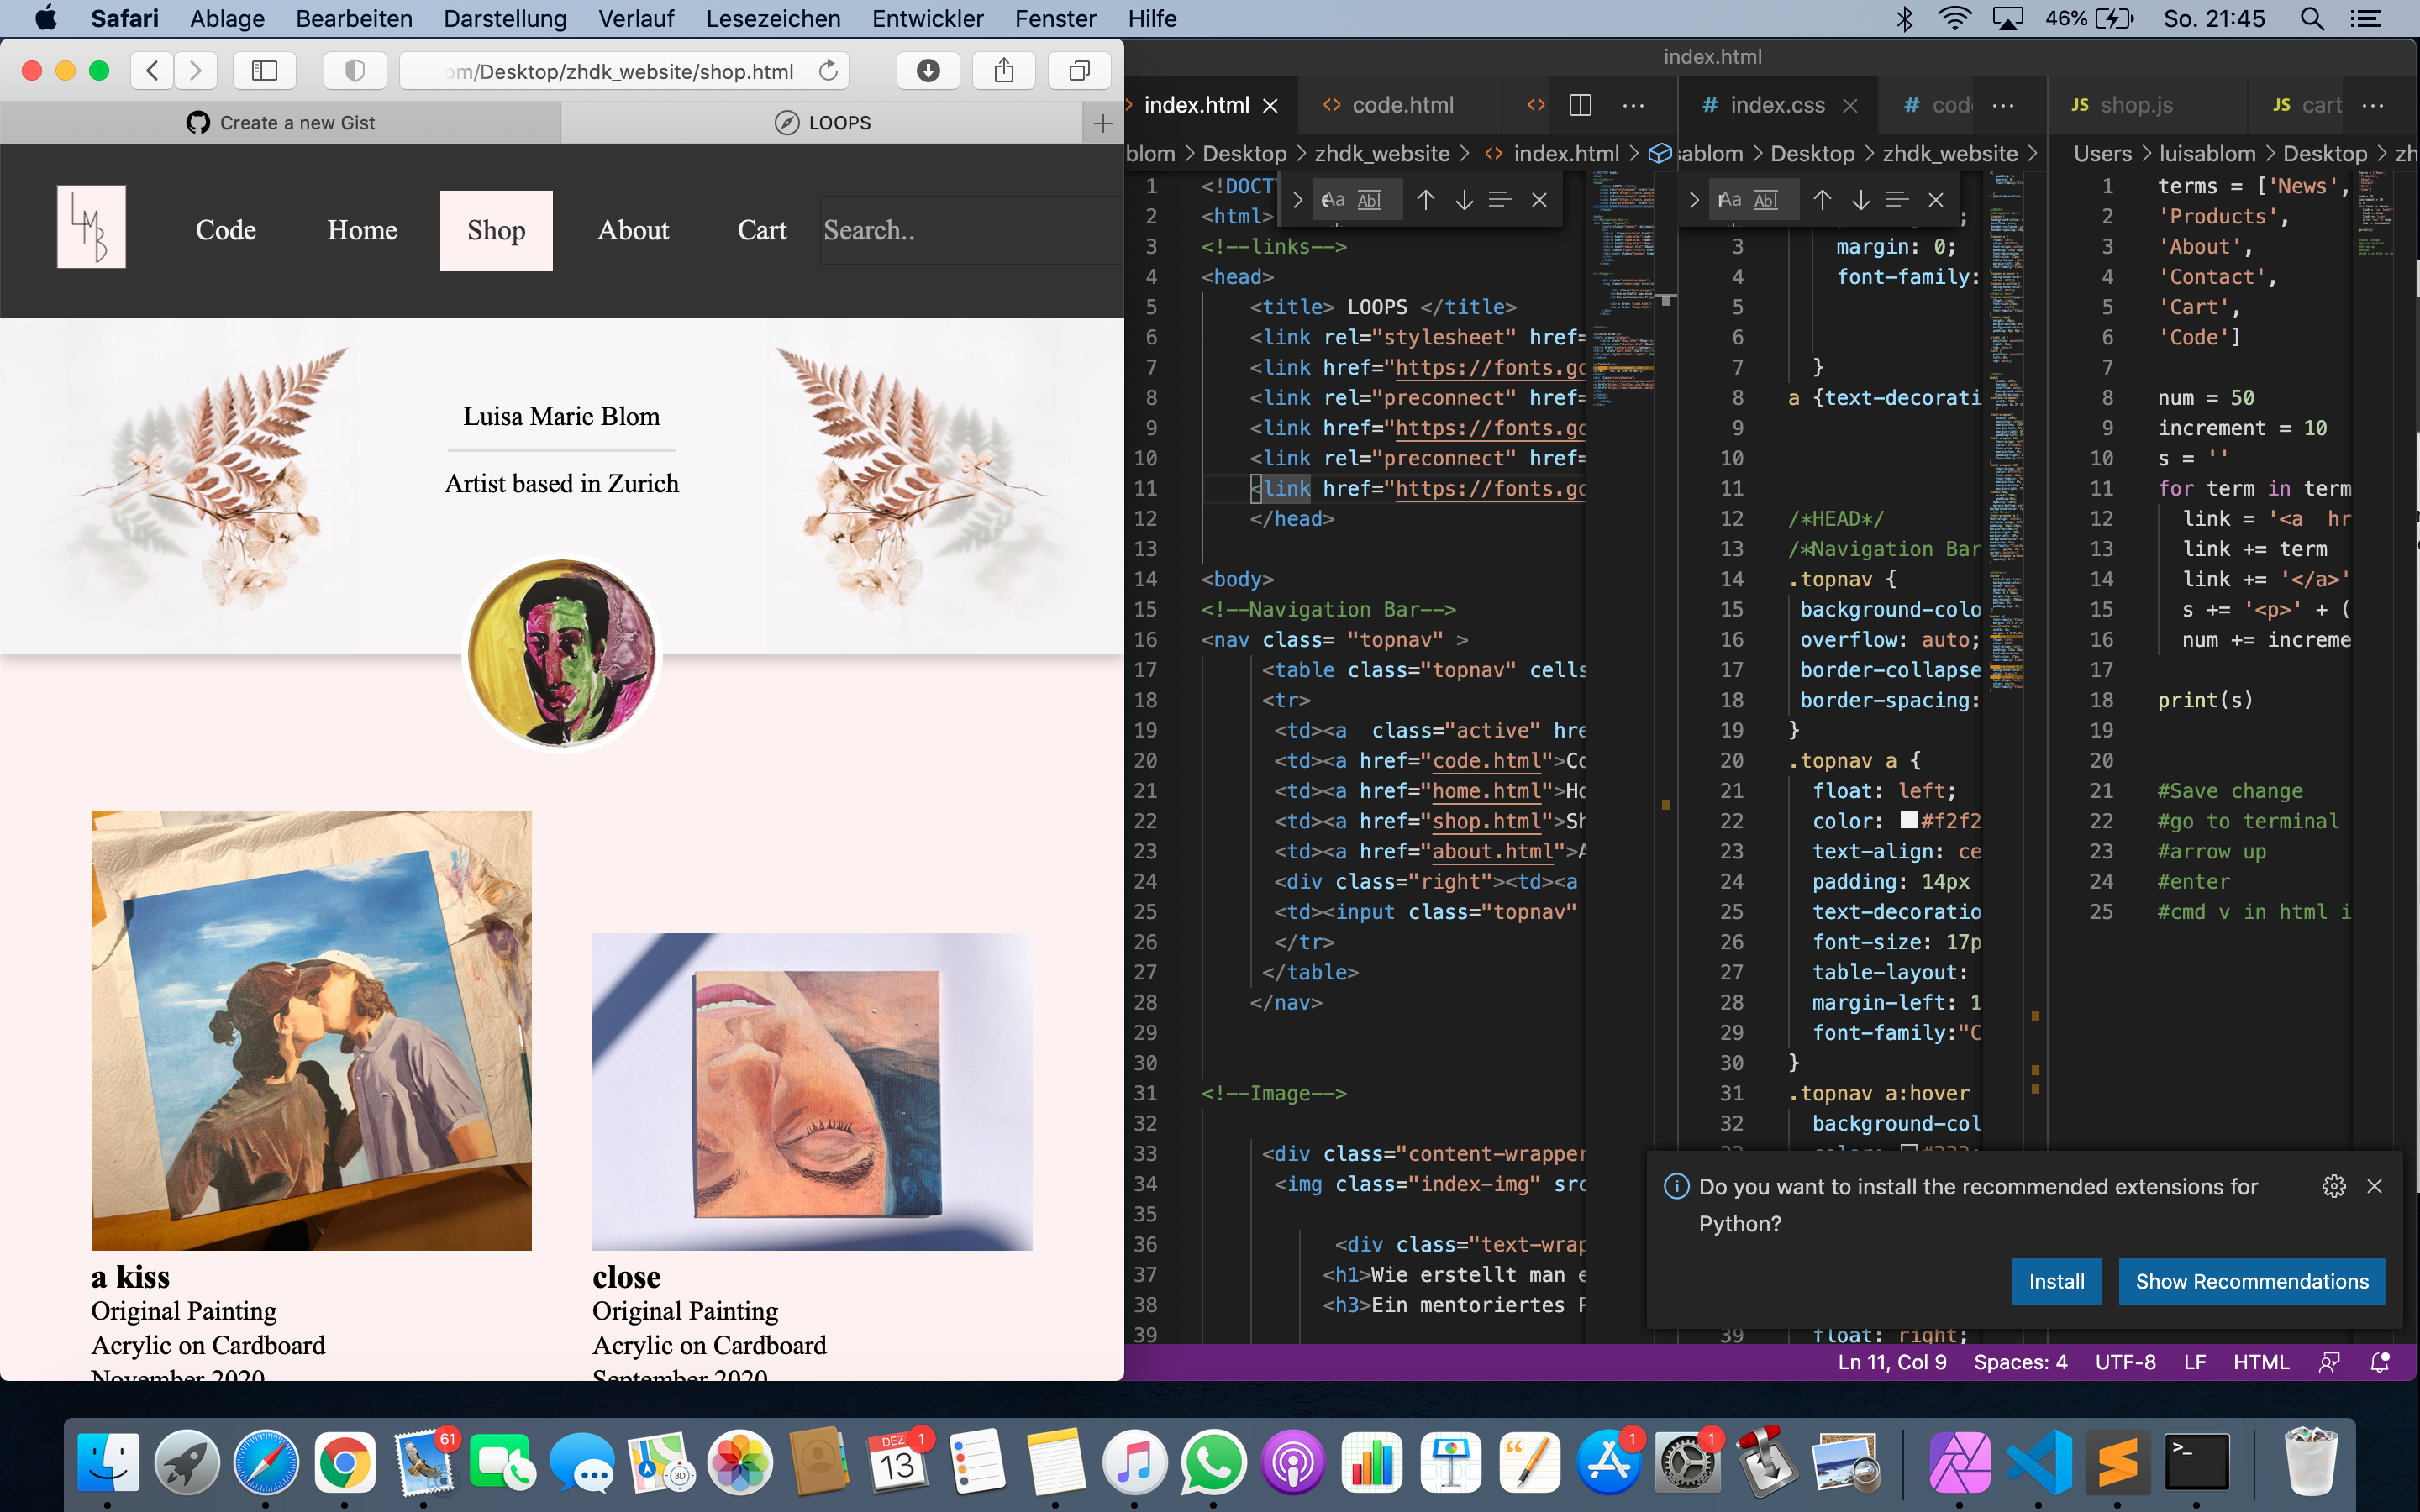 Safari Ablage Bearbeiten Darstellung Verlauf Lesezeichen Entwickler Fenster Hilfe 46% So. 21:45
om/Desktop/zhdk_website/shop.html
Create a new Gist
LOOPS
LMB
Code Home Shop About Cart Search..
Luisa Marie Blom
Artist based in Zurich
a kiss
Original Painting
Acrylic on Cardboard
November 2020
close
Original Painting
Acrylic on Cardboard
September 2020
index.html
index.html code.html
blom > Desktop > zhdk_website > index.html >
Aa Abl
1 <!DOCT
2 <html>
3 <!--links-->
4 <head>
5 <title> LOOPS </title>
6 <link rel="stylesheet" href=
7 <link href="https://fonts.go
8 <link rel="preconnect" href=
9 <link href="https://fonts.go
10 <link rel="preconnect" href=
11 <link href="https://fonts.go
12 </head>
13
14 <body>
15 <!--Navigation Bar-->
16 <nav class= "topnav" >
17 <table class="topnav" cells
18 <tr>
19 <td><a  class="active" hre
20 <td><a href="code.html">Co
21 <td><a href="home.html">Ho
22 <td><a href="shop.html">Sh
23 <td><a href="about.html">A
24 <div class="right"><td><a
25 <td><input class="topnav"
26 </tr>
27 </table>
28 </nav>
29
30
31 <!--Image-->
32
33 <div class="content-wrapper
34 <img class="index-img" src
35
36 <div class="text-wrap
37 <h1>Wie erstellt man e
38 <h3>Ein mentoriertes P
39
# index.css # cod
sablom > Desktop > zhdk_website >
Aa Abl
3 margin: 0;
4 font-family:
5
6
7 }
8 a {text-decorati
9
10
11
12 /*HEAD*/
13 /*Navigation Bar
14 .topnav {
15 background-colo
16 overflow: auto;
17 border-collapse
18 border-spacing:
19 }
20 .topnav a {
21 float: left;
22 color: #f2f2
23 text-align: ce
24 padding: 14px
25 text-decoratio
26 font-size: 17p
27 table-layout:
28 margin-left: 1
29 font-family:"C
30 }
31 .topnav a:hover
32 background-col
39 float: right;
JS shop.js JS cart
Users > luisablom > Desktop > zh
1 terms = ['News',
2 'Products',
3 'About',
4 'Contact',
5 'Cart',
6 'Code']
7
8 num = 50
9 increment = 10
10 s = ''
11 for term in term
12 link = '<a  hr
13 link += term
14 link += '</a>'
15 s += '<p>' + (
16 num += increme
17
18 print(s)
19
20
21 #Save change
22 #go to terminal
23 #arrow up
24 #enter
25 #cmd v in html i
Do you want to install the recommended extensions for
Python?
Install Show Recommendations
Ln 11, Col 9 Spaces: 4 UTF-8 LF HTML
61
DEZ
13
1
3D
1
1
>_